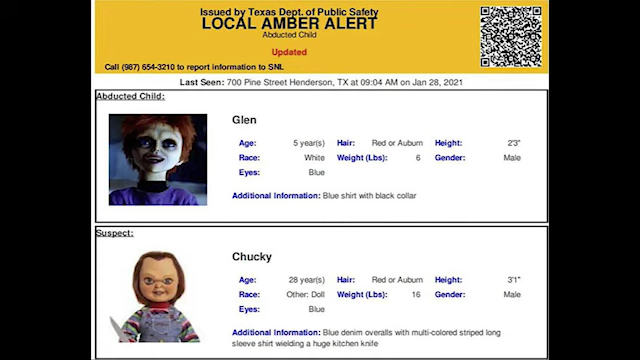 Issued by Texas Dept. of Public Safety
LOCAL AMBER ALERT
Abducted Child
Updated
Call (987) 654-3210 to report information to SNL
Last Seen: 700 Pine Street Henderson, TX at 09:04 AM on Jan 28, 2021
Abducted Child:
Glen
Age: 5 year(s) Hair: Red or Auburn Height: 2'3"
Race: White Weight (Lbs): 6 Gender: Male
Eyes: Blue
Additional Information: Blue shirt with black collar
Suspect:
Chucky
Age: 28 year(s) Hair: Red or Auburn Height: 3'1"
Race: Other: Doll Weight (Lbs): 16 Gender: Male
Eyes: Blue
Additional Information: Blue denim overalls with multi-colored striped long
sleeve shirt wielding a huge kitchen knife